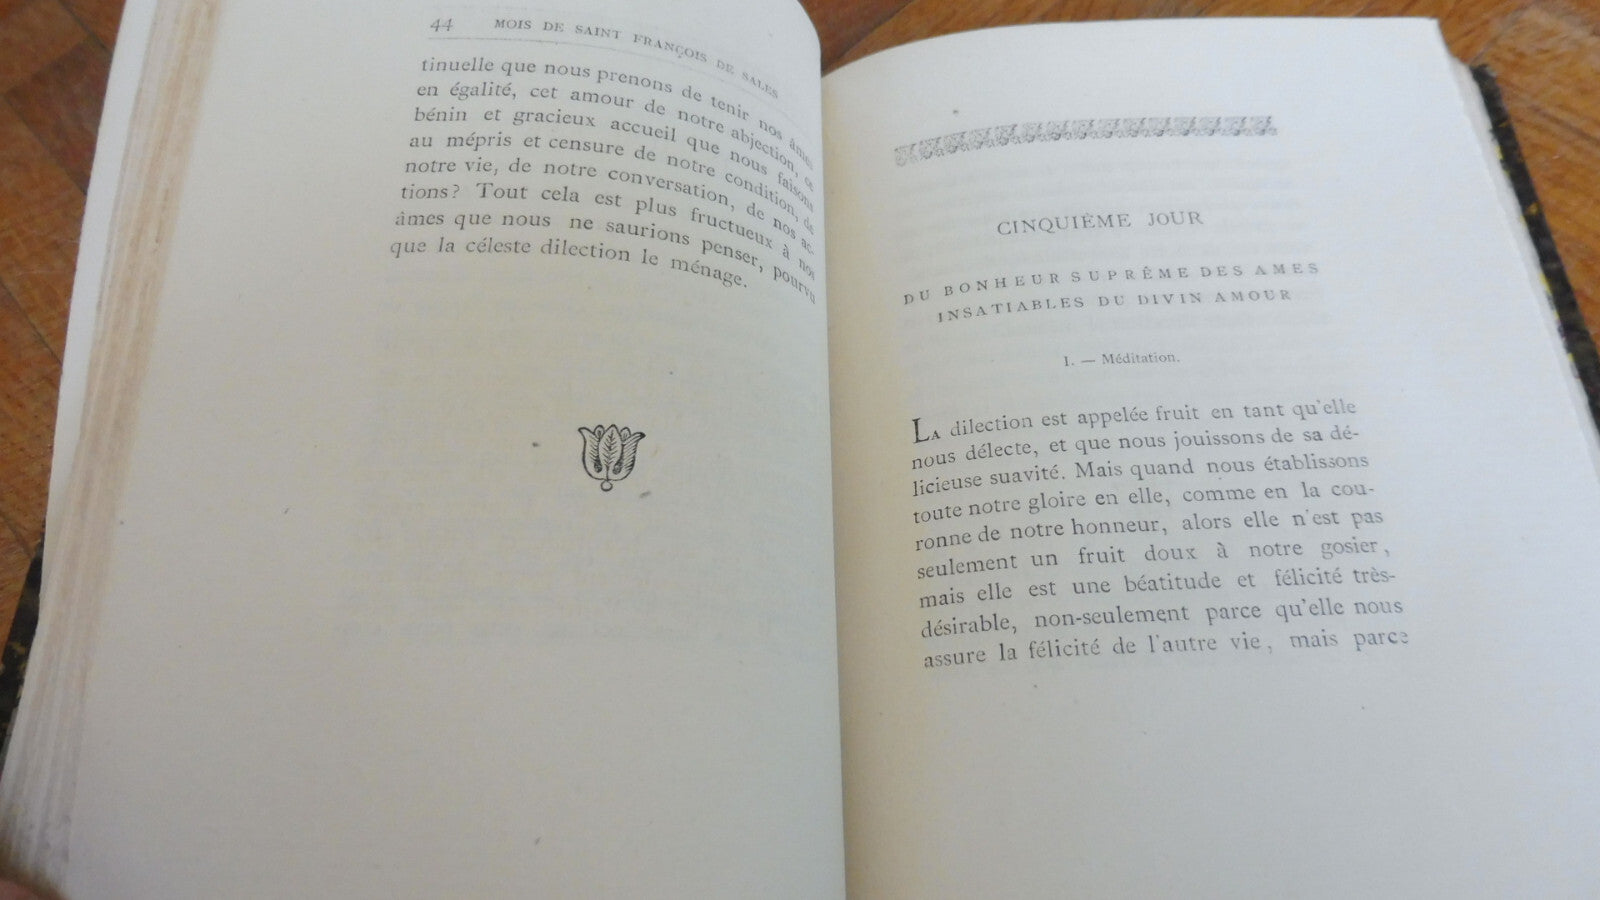 44 MOIS DE SAINT FRANÇOIS DE SALES
tinuelle que nous prenons de tenir nos âmes
en égalité, cet amour de notre abjection, ce
bénin et gracieux accueil que nous faisons
au mépris et censure de notre condition, de
notre vie, de notre conversation, de nos ac-
tions? Tout cela est plus fructueux à nos
âmes que nous ne saurions penser, pourvu
que la céleste dilection le ménage.
CINQUIÈME JOUR
DU BONHEUR SUPRÊME DES AMES
INSATIABLES DU DIVIN AMOUR
I. — Méditation.
LA dilection est appelée fruit en tant qu'elle
nous délecte, et que nous jouissons de sa dé-
licieuse suavité. Mais quand nous établissons
toute notre gloire en elle, comme en la cou-
ronne de notre honneur, alors elle n'est pas
seulement un fruit doux à notre gosier,
mais elle est une béatitude et félicité très-
désirable, non-seulement parce qu'elle nous
assure la félicité de l'autre vie, mais parce